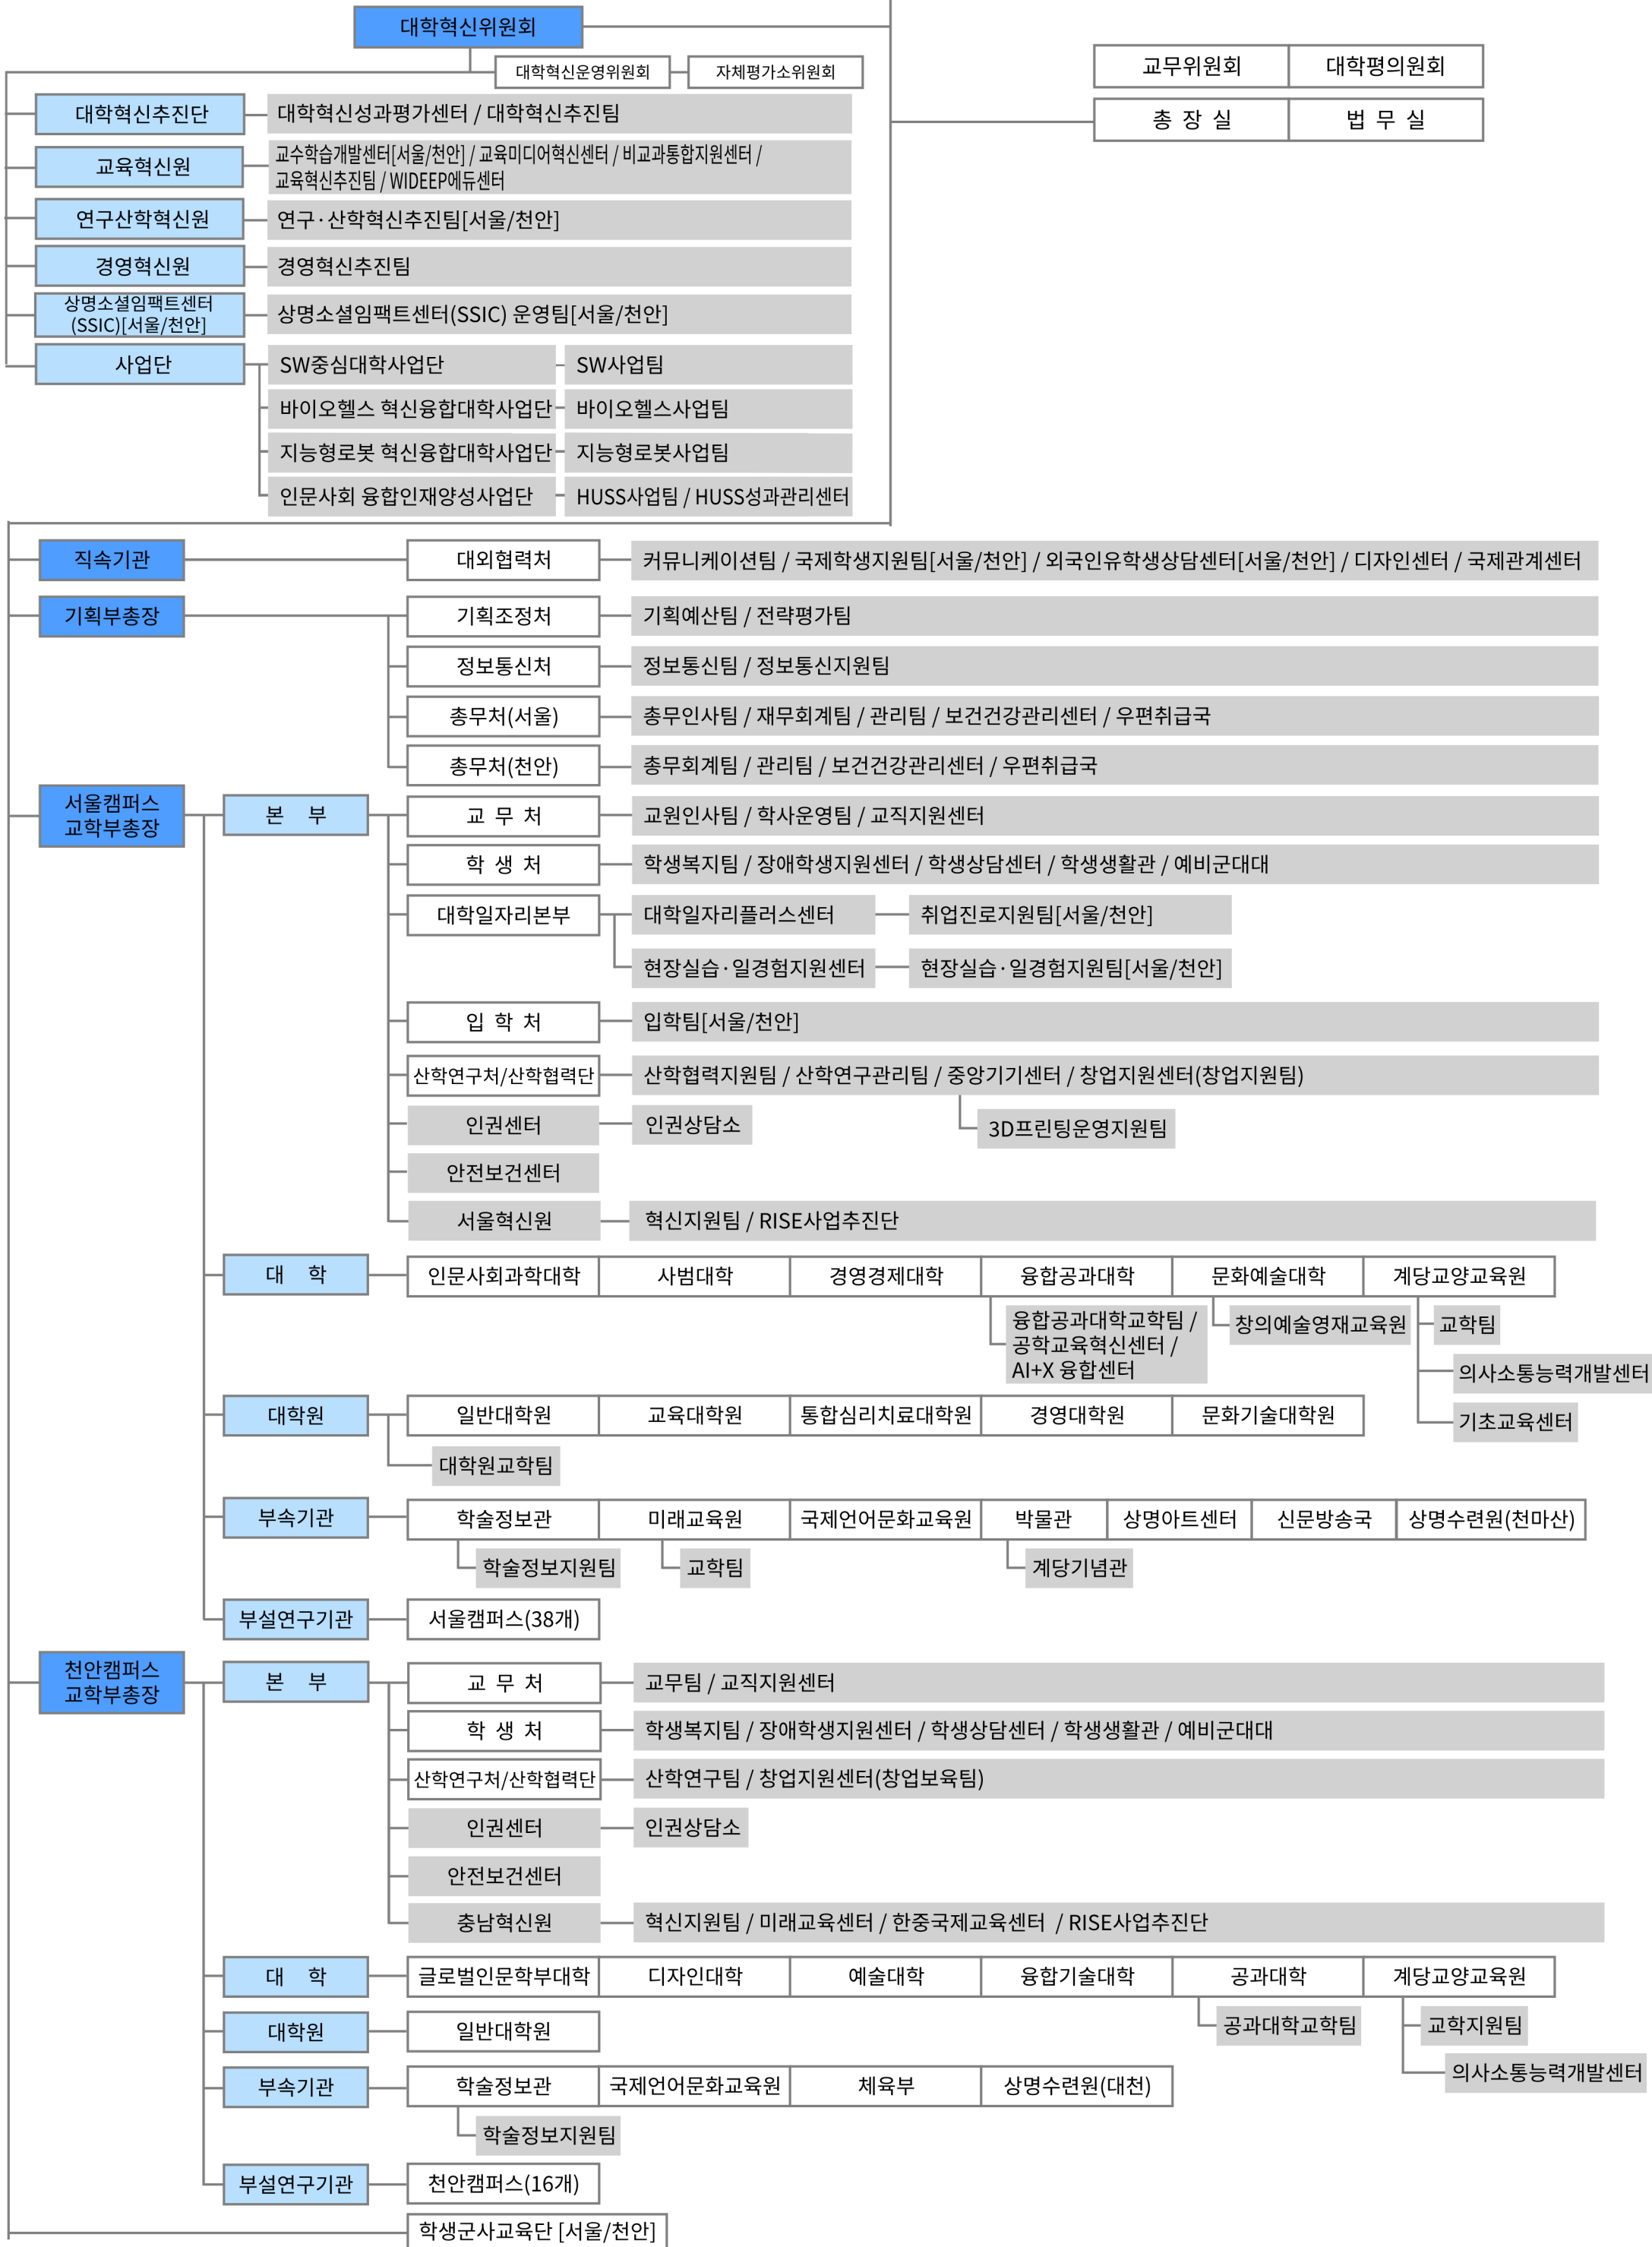 대학혁신위원회
대학혁신운영위원회 자체평가소위원회
교무위원회 대학평의원회
총 장 실 법 무 실
대학혁신추진단 대학혁신성과평가센터 / 대학혁신추진팀
교육혁신원 교수학습개발센터[서울/천안] / 교육미디어혁신센터 / 비교과통합지원센터 /
교육혁신추진팀 / WIDEEP에듀센터
연구산학혁신원 연구·산학혁신추진팀[서울/천안]
경영혁신원 경영혁신추진팀
상명소셜임팩트센터
(SSIC)[서울/천안] 상명소셜임팩트센터(SSIC) 운영팀[서울/천안]
사업단 SW중심대학사업단 SW사업팀
바이오헬스 혁신융합대학사업단 바이오헬스사업팀
지능형로봇 혁신융합대학사업단 지능형로봇사업팀
인문사회 융합인재양성사업단 HUSS사업팀 / HUSS성과관리센터
직속기관 대외협력처 커뮤니케이션팀 / 국제학생지원팀[서울/천안] / 외국인유학생상담센터[서울/천안] / 디자인센터 / 국제관계센터
기획부총장 기획조정처 기획예산팀 / 전략평가팀
정보통신처 정보통신팀 / 정보통신지원팀
총무처(서울) 총무인사팀 / 재무회계팀 / 관리팀 / 보건건강관리센터 / 우편취급국
총무처(천안) 총무회계팀 / 관리팀 / 보건건강관리센터 / 우편취급국
서울캠퍼스
교학부총장
본 부 교 무 처 교원인사팀 / 학사운영팀 / 교직지원센터
학 생 처 학생복지팀 / 장애학생지원센터 / 학생상담센터 / 학생생활관 / 예비군대대
대학일자리본부 대학일자리플러스센터 취업진로지원팀[서울/천안]
현장실습·일경험지원센터 현장실습·일경험지원팀[서울/천안]
입 학 처 입학팀[서울/천안]
산학연구처/산학협력단 산학협력지원팀 / 산학연구관리팀 / 중앙기기센터 / 창업지원센터(창업지원팀)
인권센터 인권상담소 3D프린팅운영지원팀
안전보건센터
서울혁신원 혁신지원팀 / RISE사업추진단
대 학 인문사회과학대학 사범대학 경영경제대학 융합공과대학 문화예술대학 계당교양교육원
융합공과대학교학팀 /
공학교육혁신센터 /
AI+X 융합센터
창의예술영재교육원 교학팀
의사소통능력개발센터
기초교육센터
대학원 일반대학원 교육대학원 통합심리치료대학원 경영대학원 문화기술대학원
대학원교학팀
부속기관 학술정보관 미래교육원 국제언어문화교육원 박물관 상명아트센터 신문방송국 상명수련원(천마산)
학술정보지원팀 교학팀 계당기념관
부설연구기관 서울캠퍼스(38개)
천안캠퍼스
교학부총장
본 부 교 무 처 교무팀 / 교직지원센터
학 생 처 학생복지팀 / 장애학생지원센터 / 학생상담센터 / 학생생활관 / 예비군대대
산학연구처/산학협력단 산학연구팀 / 창업지원센터(창업보육팀)
인권센터 인권상담소
안전보건센터
충남혁신원 혁신지원팀 / 미래교육센터 / 한중국제교육센터 / RISE사업추진단
대 학 글로벌인문학부대학 디자인대학 예술대학 융합기술대학 공과대학 계당교양교육원
공과대학교학팀 교학지원팀
의사소통능력개발센터
대학원 일반대학원
부속기관 학술정보관 국제언어문화교육원 체육부 상명수련원(대천)
학술정보지원팀
부설연구기관 천안캠퍼스(16개)
학생군사교육단 [서울/천안]